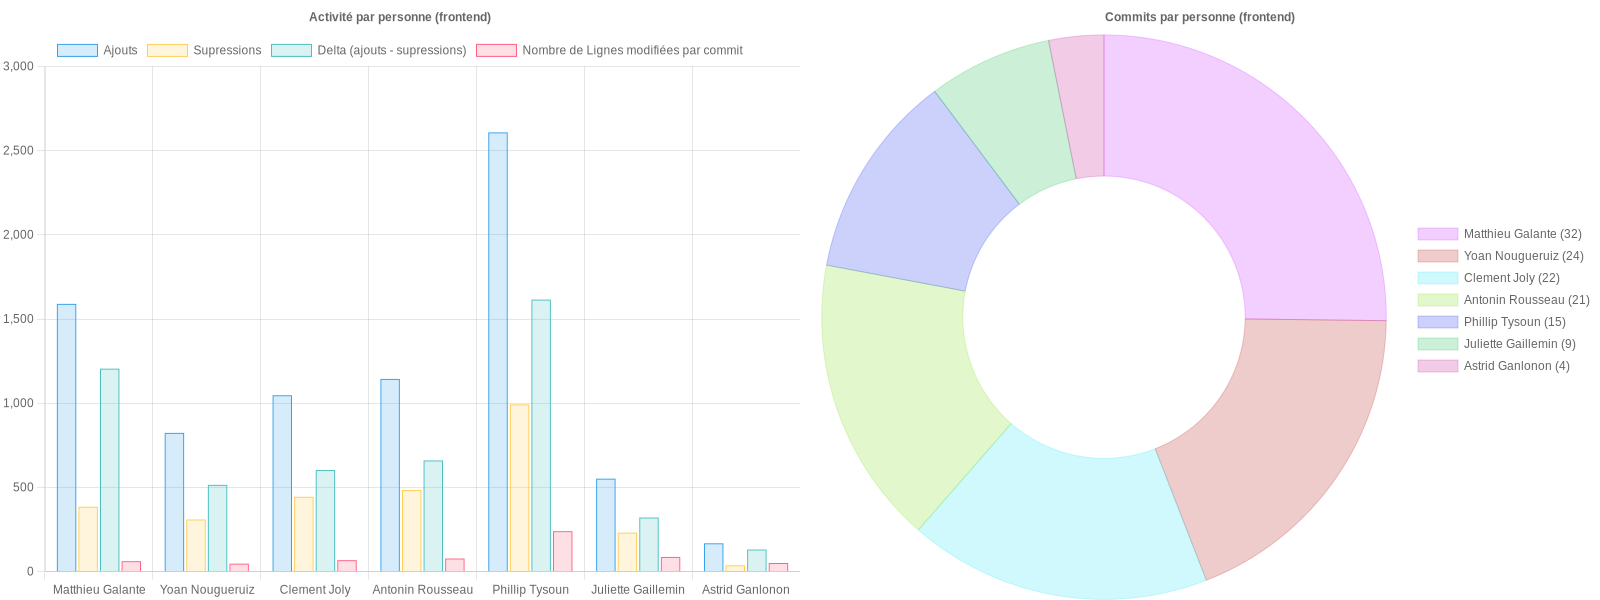 Activité par personne (frontend)
Ajouts
Supressions
Delta (ajouts - supressions)
Nombre de Lignes modifiées par commit
3,000
2,500
2,000
1,500
1,000
500
0
Matthieu Galante
Yoan Nougueruiz
Clement Joly
Antonin Rousseau
Phillip Tysoun
Juliette Gaillemin
Astrid Ganlonon
Commits par personne (frontend)
Matthieu Galante (32)
Yoan Nougueruiz (24)
Clement Joly (22)
Antonin Rousseau (21)
Phillip Tysoun (15)
Juliette Gaillemin (9)
Astrid Ganlonon (4)